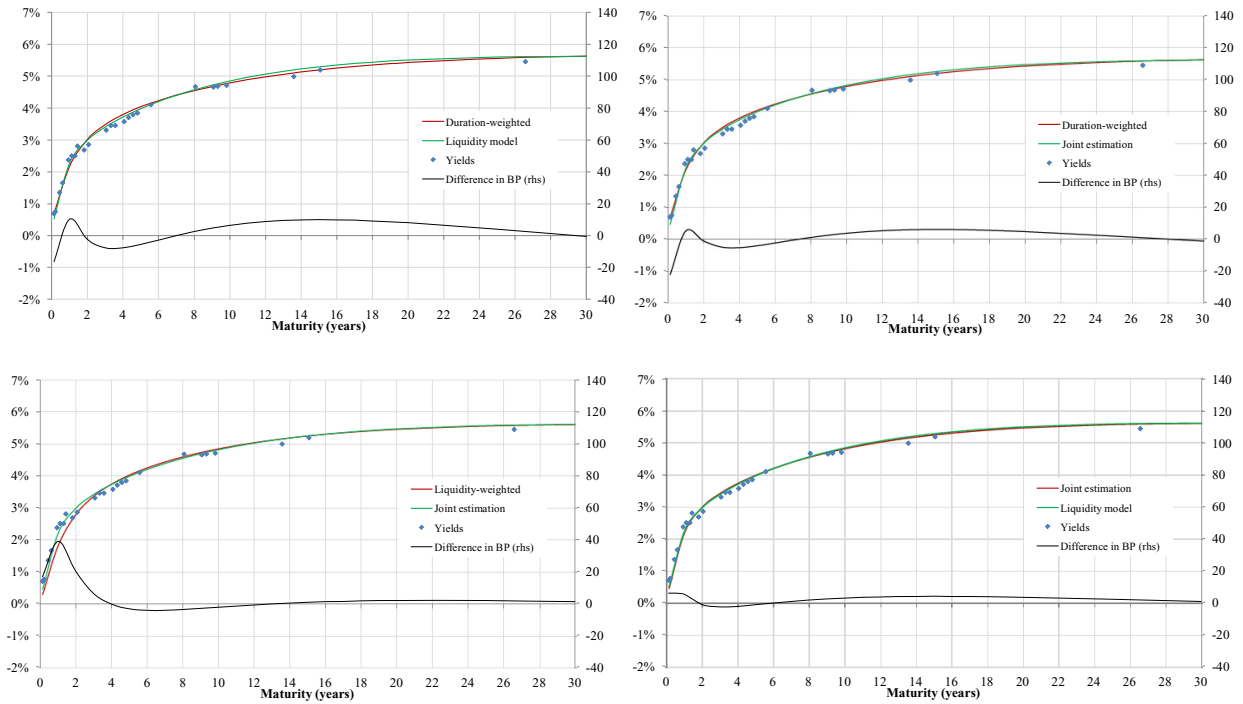 7% 140
6% 120
5% 100
4% 80
3% 60
2% 40
1% 20
0% 0
-1% -20
-2% -40
Duration-weighted
Liquidity model
Yields
Difference in BP (rhs)
0 2 4 6 8 10 12 14 16 18 20 22 24 26 28 30
Maturity (years)
7% 140
6% 120
5% 100
4% 80
3% 60
2% 40
1% 20
0% 0
-1% -20
-2% -40
Duration-weighted
Joint estimation
Yields
Difference in BP (rhs)
0 2 4 6 8 10 12 14 16 18 20 22 24 26 28 30
Maturity (years)
7% 140
6% 120
5% 100
4% 80
3% 60
2% 40
1% 20
0% 0
-1% -20
-2% -40
Liquidity-weighted
Joint estimation
Yields
Difference in BP (rhs)
0 2 4 6 8 10 12 14 16 18 20 22 24 26 28 30
Maturity (years)
7% 140
6% 120
5% 100
4% 80
3% 60
2% 40
1% 20
0% 0
-1% -20
-2% -40
Joint estimation
Liquidity model
Yields
Difference in BP (rhs)
0 2 4 6 8 10 12 14 16 18 20 22 24 26 28 30
Maturity (years)